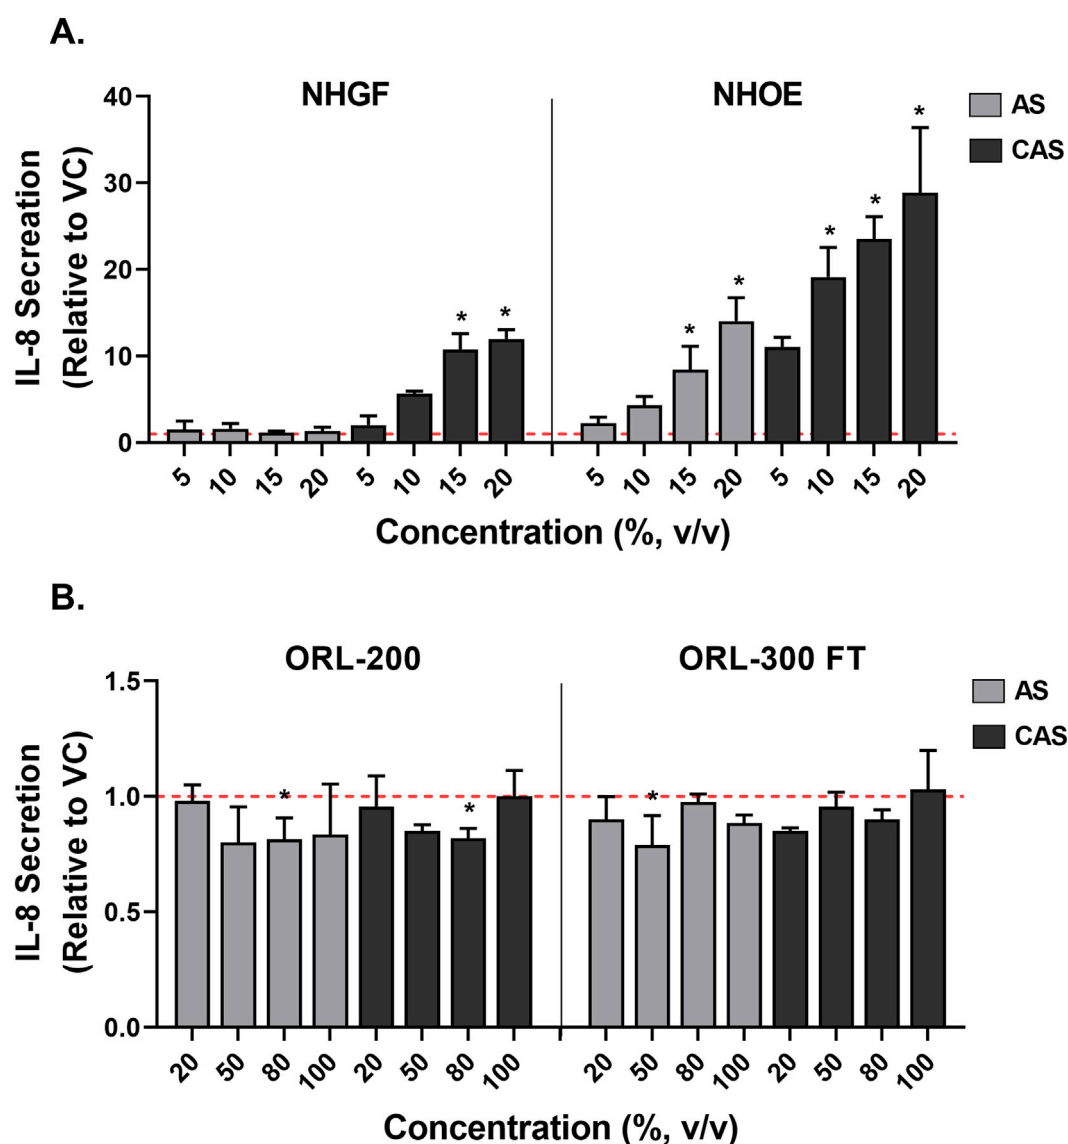 A.
NHGF NHOE
AS
CAS
IL-8 Secreation
(Relative to VC)
40
30
20
10
0
* * * * * * *
5 10 15 20 5 10 15 20 5 10 15 20 5 10 15 20
Concentration (%, v/v)
B.
ORL-200 ORL-300 FT
AS
CAS
IL-8 Secretion
(Relative to VC)
1.5
1.0
0.5
0.0
* * *
20 50 80 100 20 50 80 100 20 50 80 100 20 50 80 100
Concentration (%, v/v)